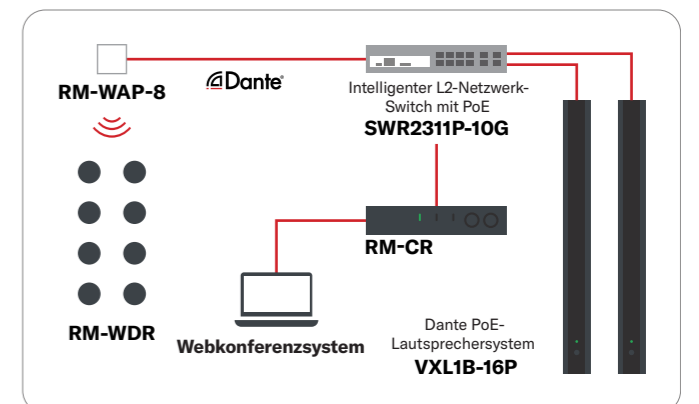 RM-WAP-8
Dante
Intelligenter L2-Netzwerk-
Switch mit PoE
SWR2311P-10G
RM-CR
RM-WDR
Webkonferenzsystem
Dante PoE-
Lautsprechersystem
VXL1B-16P